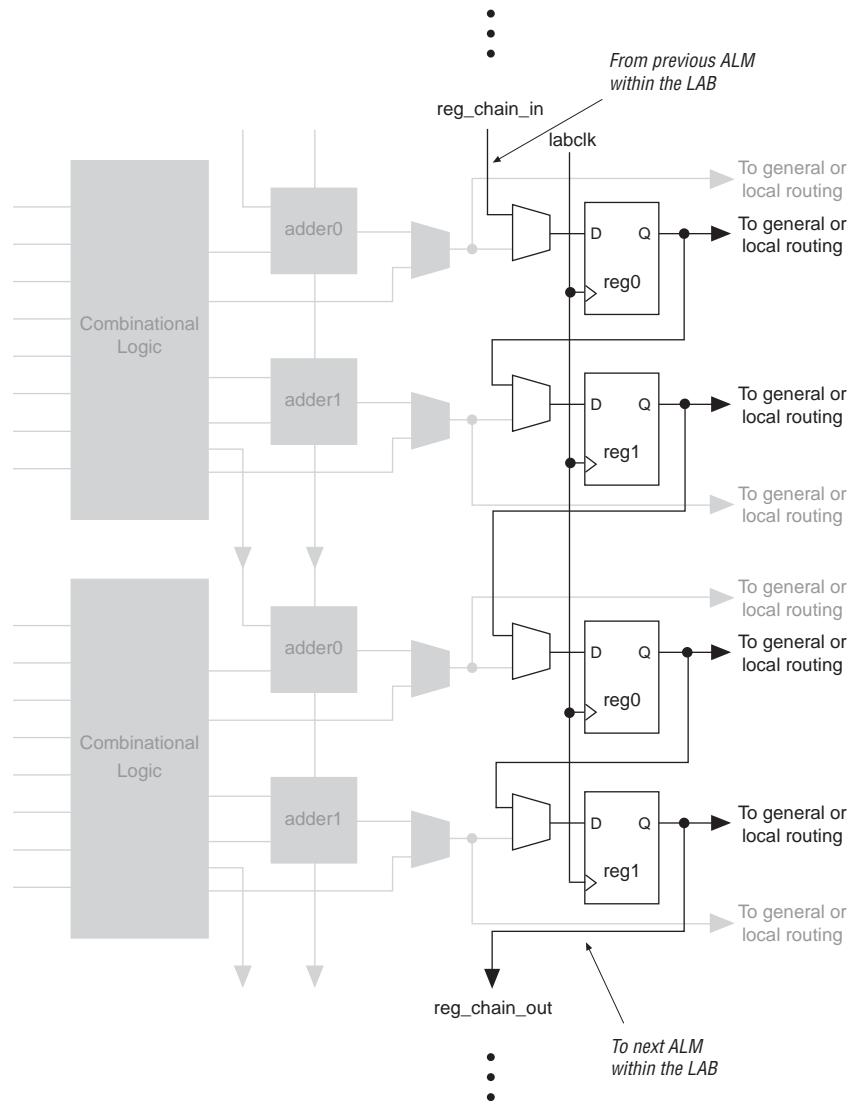 From previous ALM
within the LAB
reg_chain_in
labclk
To general or
local routing
adder0
D Q
To general or
local routing
reg0
Combinational
Logic
adder1
D Q
To general or
local routing
reg1
To general or
local routing
To general or
local routing
adder0
D Q
To general or
local routing
reg0
Combinational
Logic
adder1
D Q
To general or
local routing
reg1
To general or
local routing
reg_chain_out
To next ALM
within the LAB